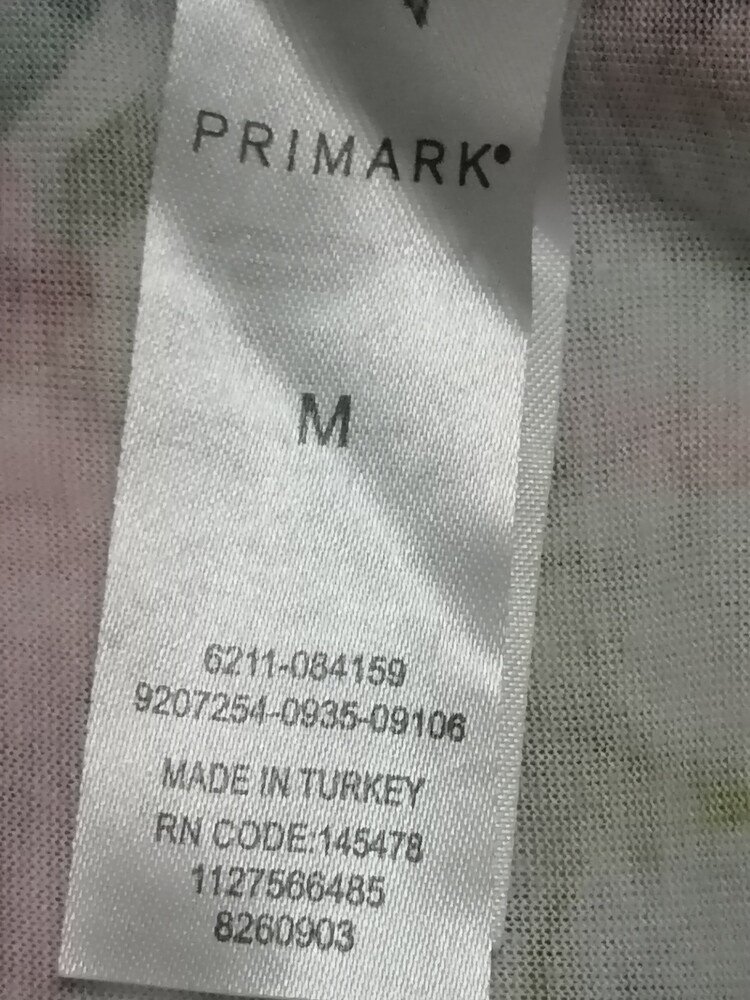 PRIMARK
M
6211-084159
9207254-0935-09106
MADE IN TURKEY
RN CODE:145478
1127566485
8260903